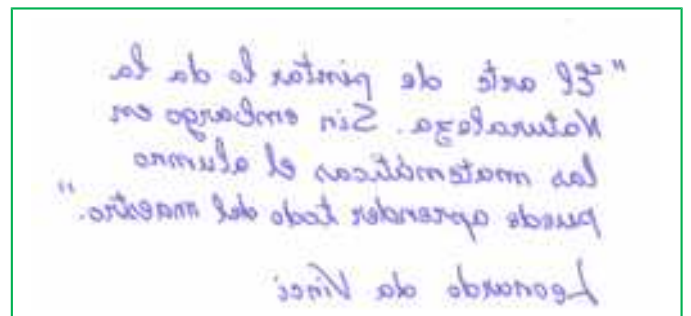 "El arte de pintar lo da la
Naturaleza. Sin embargo en
las matemáticas el alumno
puede aprender todo del maestro."
Leonardo da Vinci